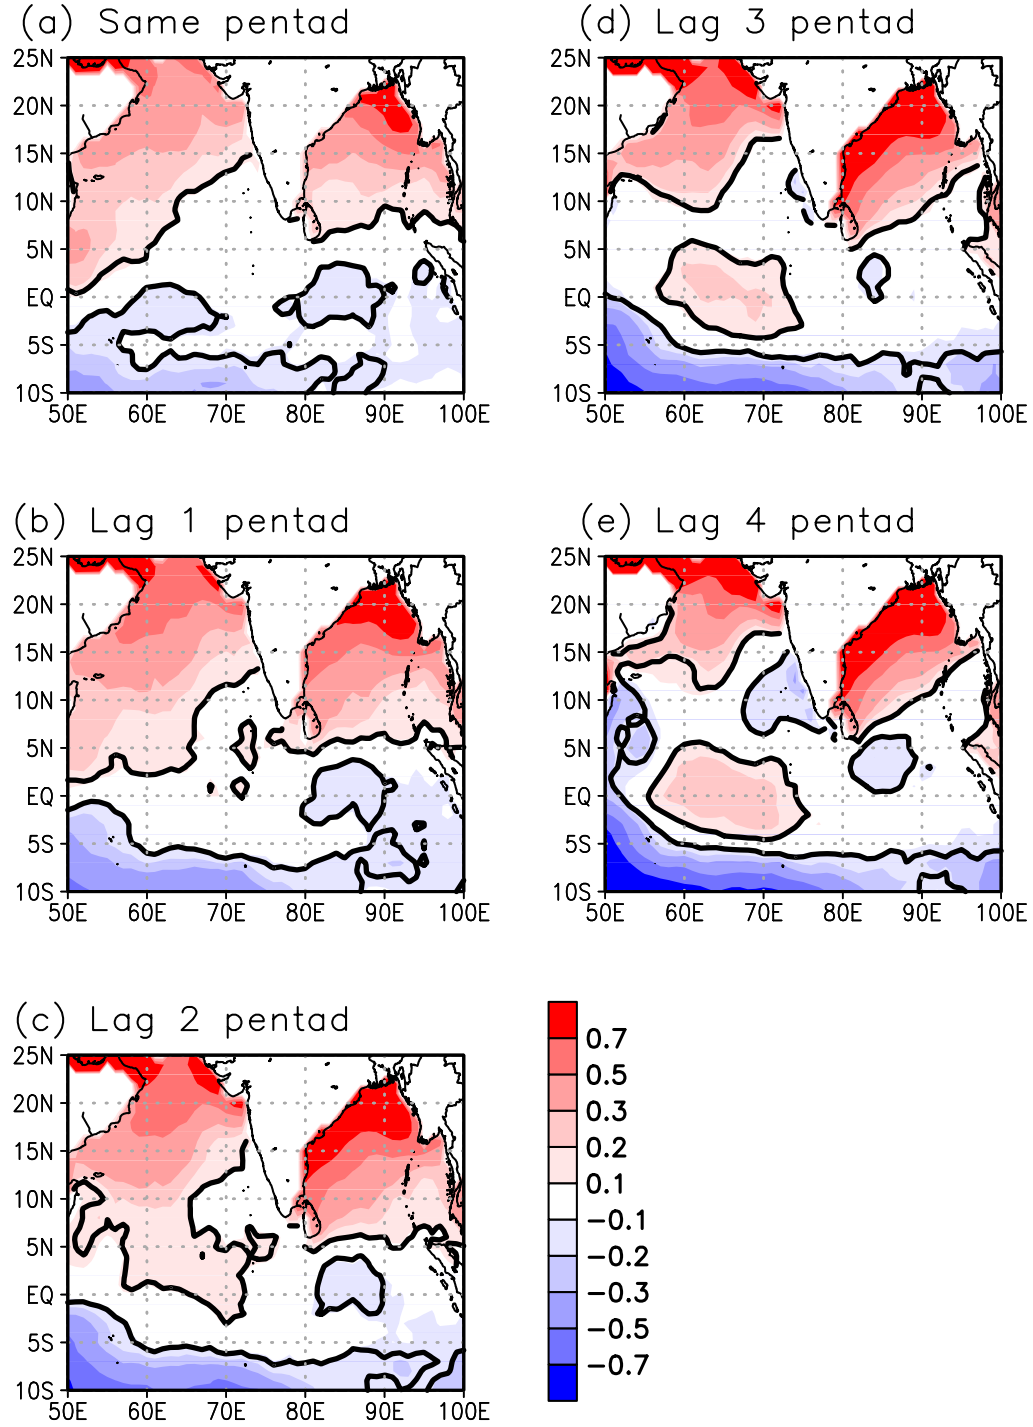 (a) Same pentad
25N
20N
15N
10N
5N
EQ
5S
10S
50E 60E 70E 80E 90E 100E
(b) Lag 1 pentad
25N
20N
15N
10N
5N
EQ
5S
10S
50E 60E 70E 80E 90E 100E
(c) Lag 2 pentad
25N
20N
15N
10N
5N
EQ
5S
10S
50E 60E 70E 80E 90E 100E
(d) Lag 3 pentad
25N
20N
15N
10N
5N
EQ
5S
10S
50E 60E 70E 80E 90E 100E
(e) Lag 4 pentad
25N
20N
15N
10N
5N
EQ
5S
10S
50E 60E 70E 80E 90E 100E
0.7
0.5
0.3
0.2
0.1
−0.1
−0.2
−0.3
−0.5
−0.7